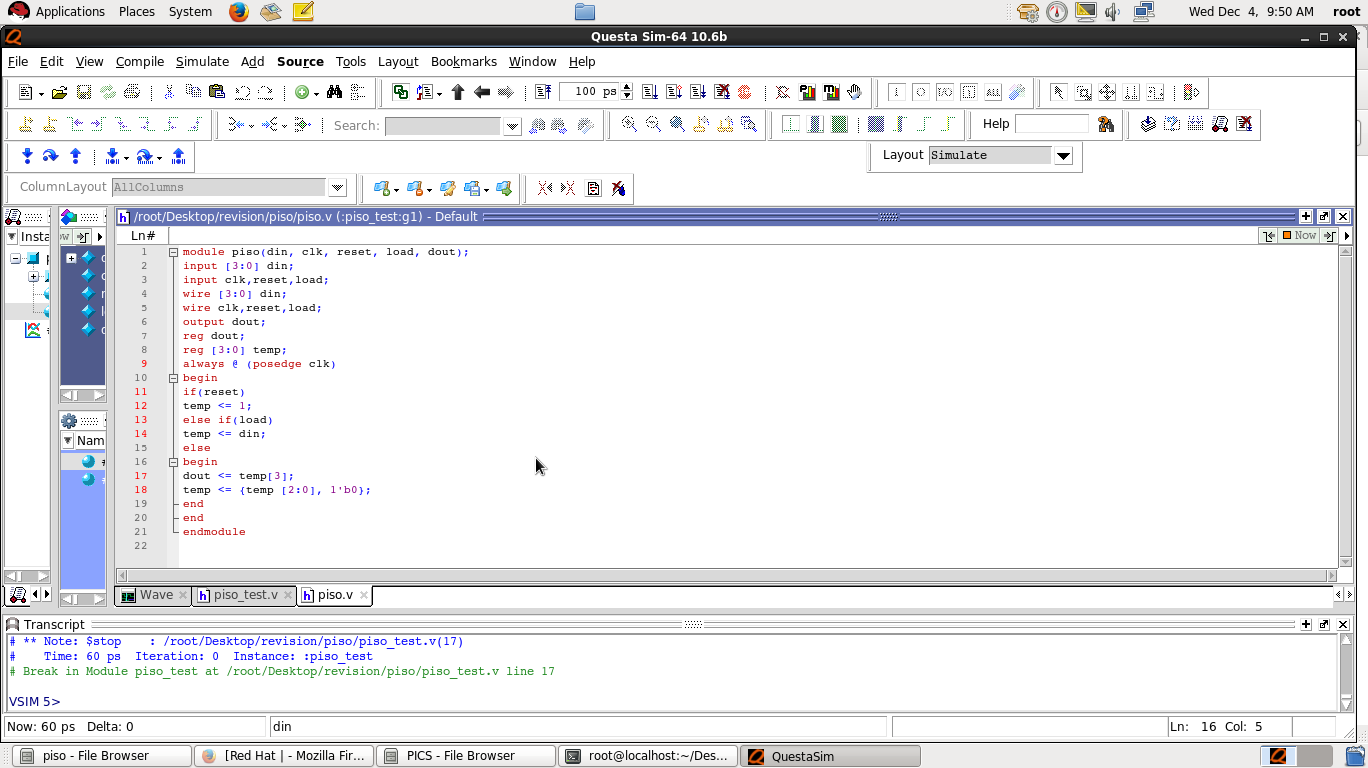 Applications Places System Wed Dec 4, 9:50 AM root
Questa Sim-64 10.6b
File Edit View Compile Simulate Add Source Tools Layout Bookmarks Window Help
100 ps
Search: Help
Layout Simulate
ColumnLayout AllColumns
/root/Desktop/revision/piso/piso.v (:piso_test:g1) - Default
Insta Ln# Now
1 module piso(din, clk, reset, load, dout);
2 input [3:0] din;
3 input clk,reset,load;
4 wire [3:0] din;
5 wire clk,reset,load;
6 output dout;
7 reg dout;
8 reg [3:0] temp;
9 always @ (posedge clk)
10 begin
11 if(reset)
12 temp <= 1;
13 else if(load)
14 temp <= din;
15 else
16 begin
17 dout <= temp[3];
18 temp <= {temp [2:0], 1'b0};
19 end
20 end
21 endmodule
22
Nam
Wave piso_test.v piso.v
Transcript
# ** Note: $stop : /root/Desktop/revision/piso/piso_test.v(17)
# Time: 60 ps Iteration: 0 Instance: :piso_test
# Break in Module piso_test at /root/Desktop/revision/piso/piso_test.v line 17
VSIM 5>
Now: 60 ps Delta: 0 din Ln: 16 Col: 5
piso - File Browser [Red Hat | - Mozilla Fir... PICS - File Browser root@localhost:~/Des... QuestaSim